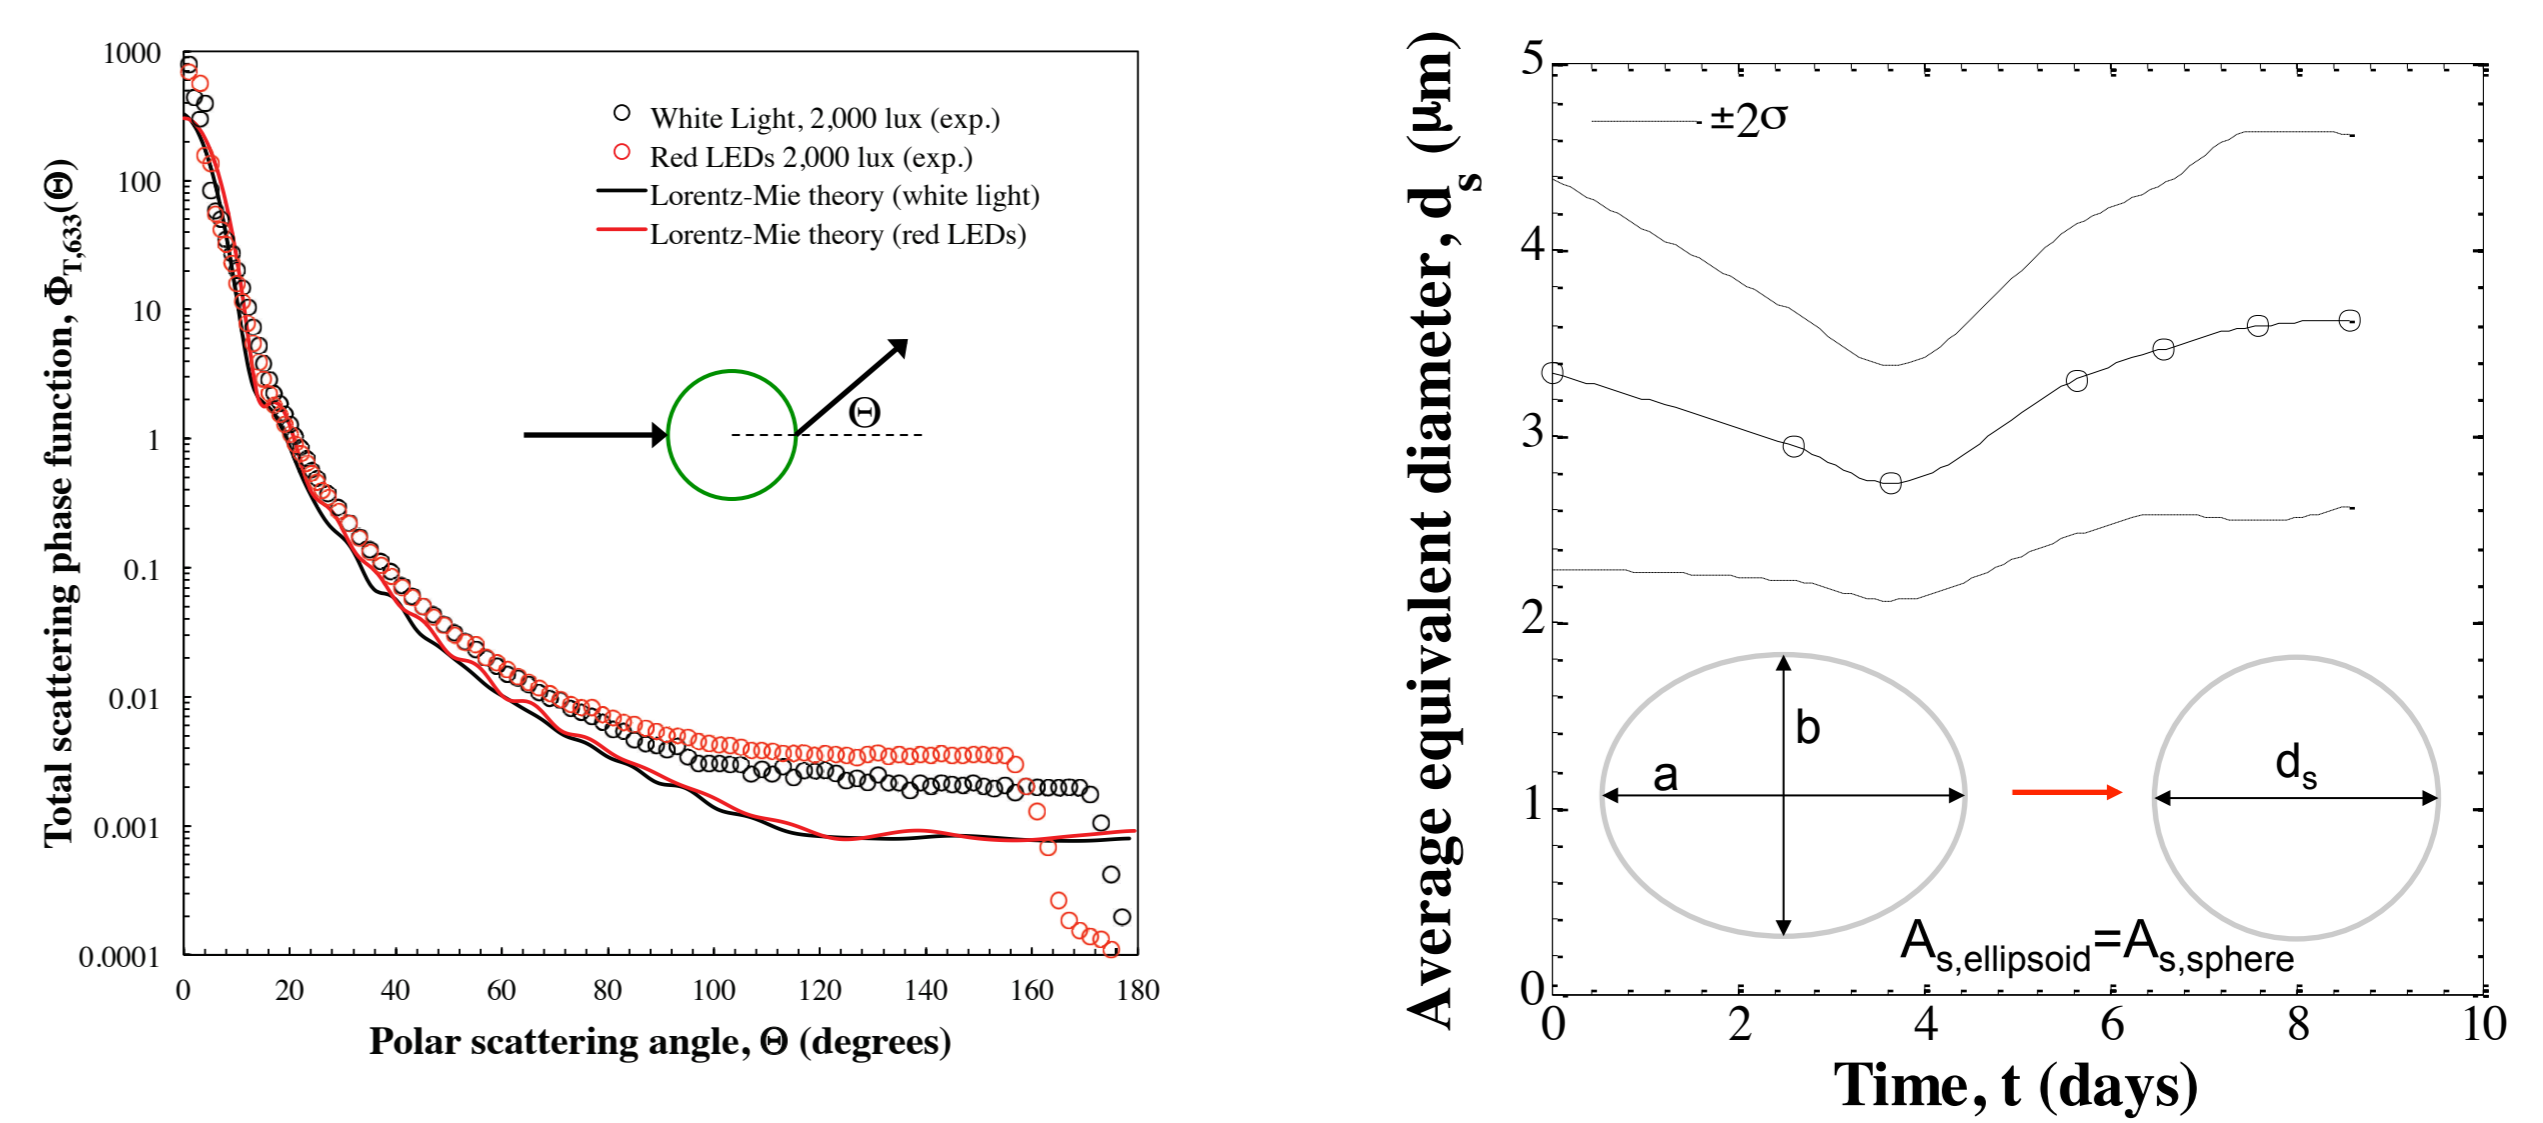 Total scattering phase function, ΦT,633(Θ)
1000
100
10
1
0.1
0.01
0.001
0.0001
White Light, 2,000 lux (exp.)
Red LEDs 2,000 lux (exp.)
Lorentz-Mie theory (white light)
Lorentz-Mie theory (red LEDs)
Θ
0 20 40 60 80 100 120 140 160 180
Polar scattering angle, Θ (degrees)
Average equivalent diameter, ds (μm)
5
4
3
2
1
0
±2σ
a
b
ds
As,ellipsoid=As,sphere
0 2 4 6 8 10
Time, t (days)